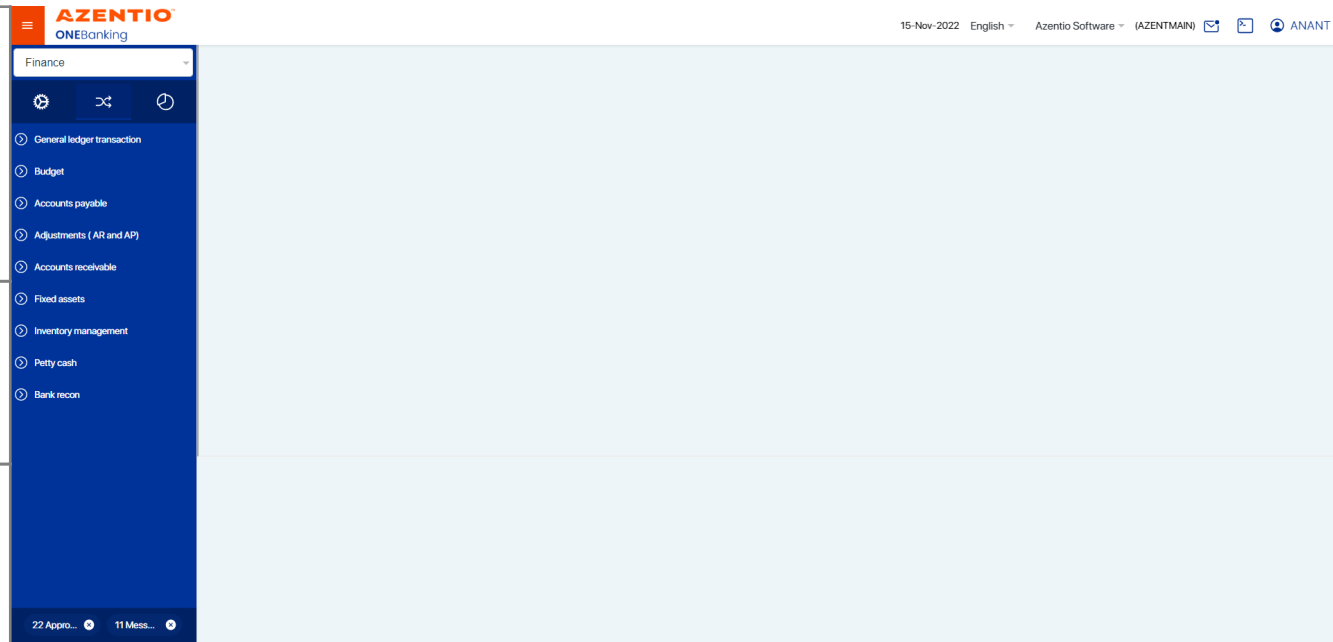 AZENTIO™
ONEBanking
15-Nov-2022 English Azentio Software (AZENTMAIN) ANANT
Finance
General ledger transaction
Budget
Accounts payable
Adjustments ( AR and AP)
Accounts receivable
Fixed assets
Inventory management
Petty cash
Bank recon
22 Appro... 11 Mess...